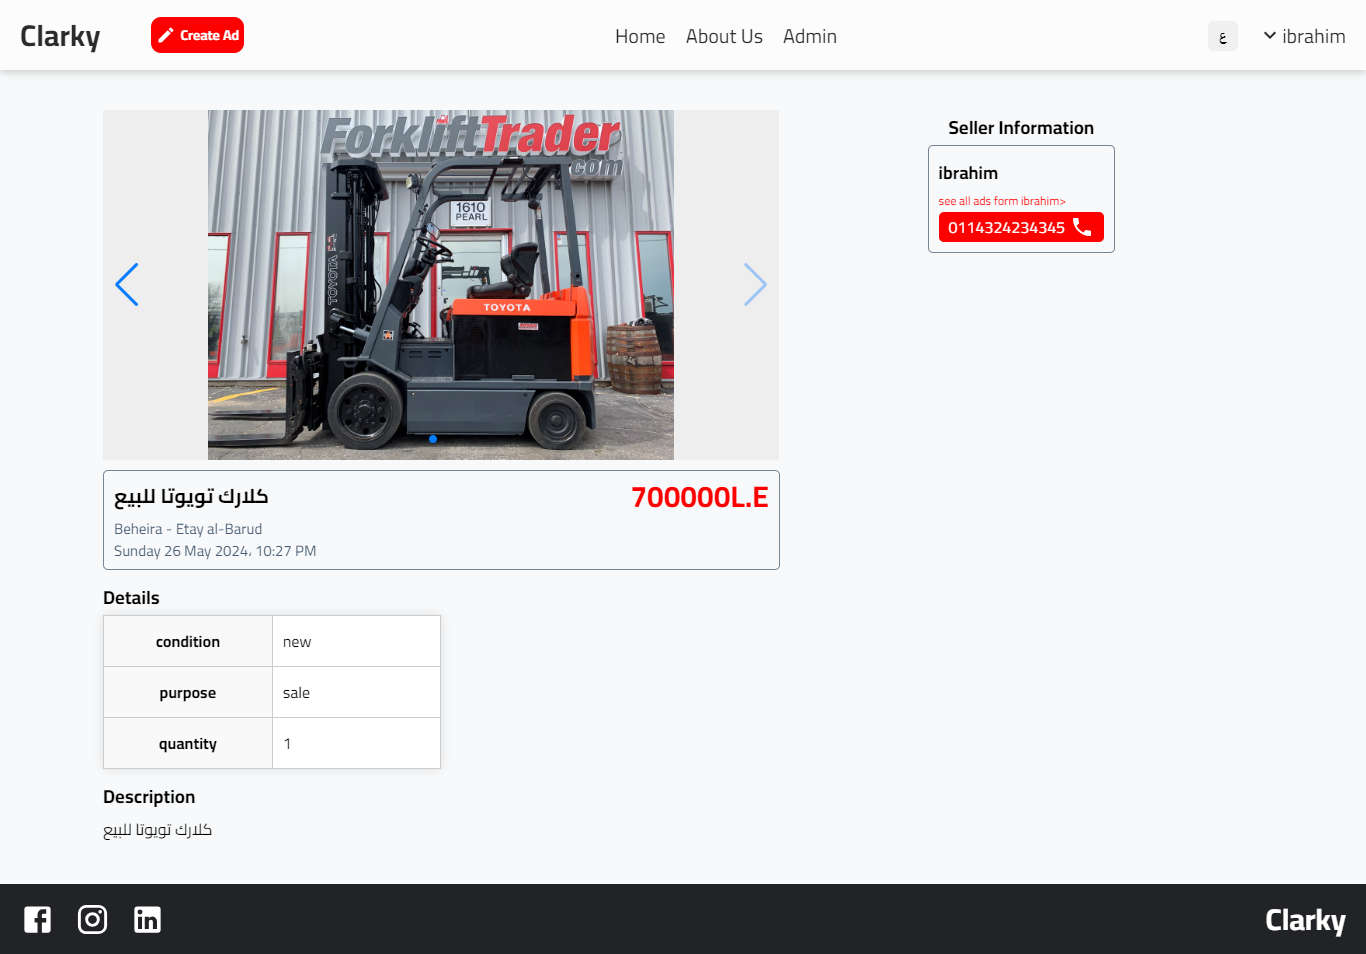 Clarky
Create Ad
Home About Us Admin
ع
ibrahim
ForkliftTrader
.com
1610
PEARL
TOYOTA
TOYOTA
Seller Information
ibrahim
see all ads form ibrahim>
0114324234345
كلارك تويوتا للبيع
700000L.E
Beheira - Etay al-Barud
Sunday 26 May 2024، 10:27 PM
Details
condition new
purpose sale
quantity 1
Description
كلارك تويوتا للبيع
Clarky